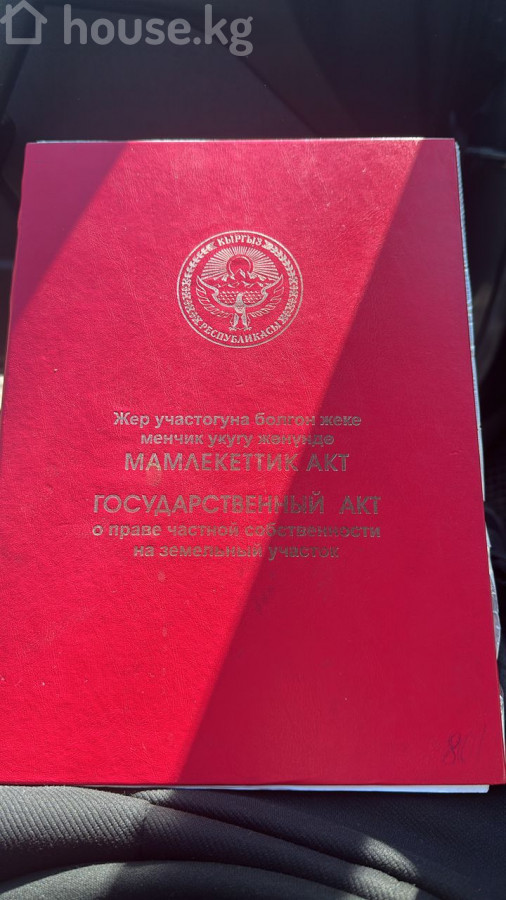 house.kg
КЫРГЫЗ
РЕСПУБЛИКАСЫ
Жер участогуна болгон жеке
менчик укугу жөнүндө
МАМЛЕКЕТТИК АКТ
ГОСУДАРСТВЕННЫЙ АКТ
о праве частной собственности
на земельный участок